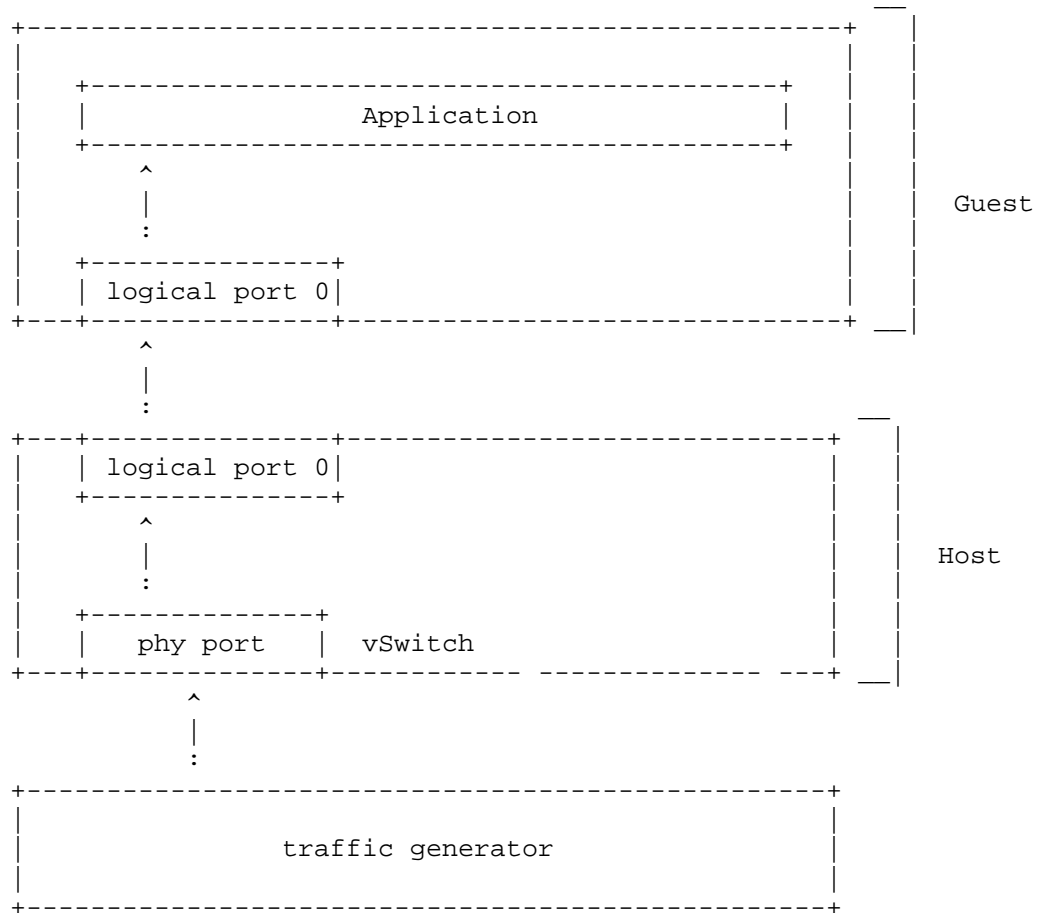 Application
Guest
logical port 0
logical port 0
Host
phy port vSwitch
traffic generator